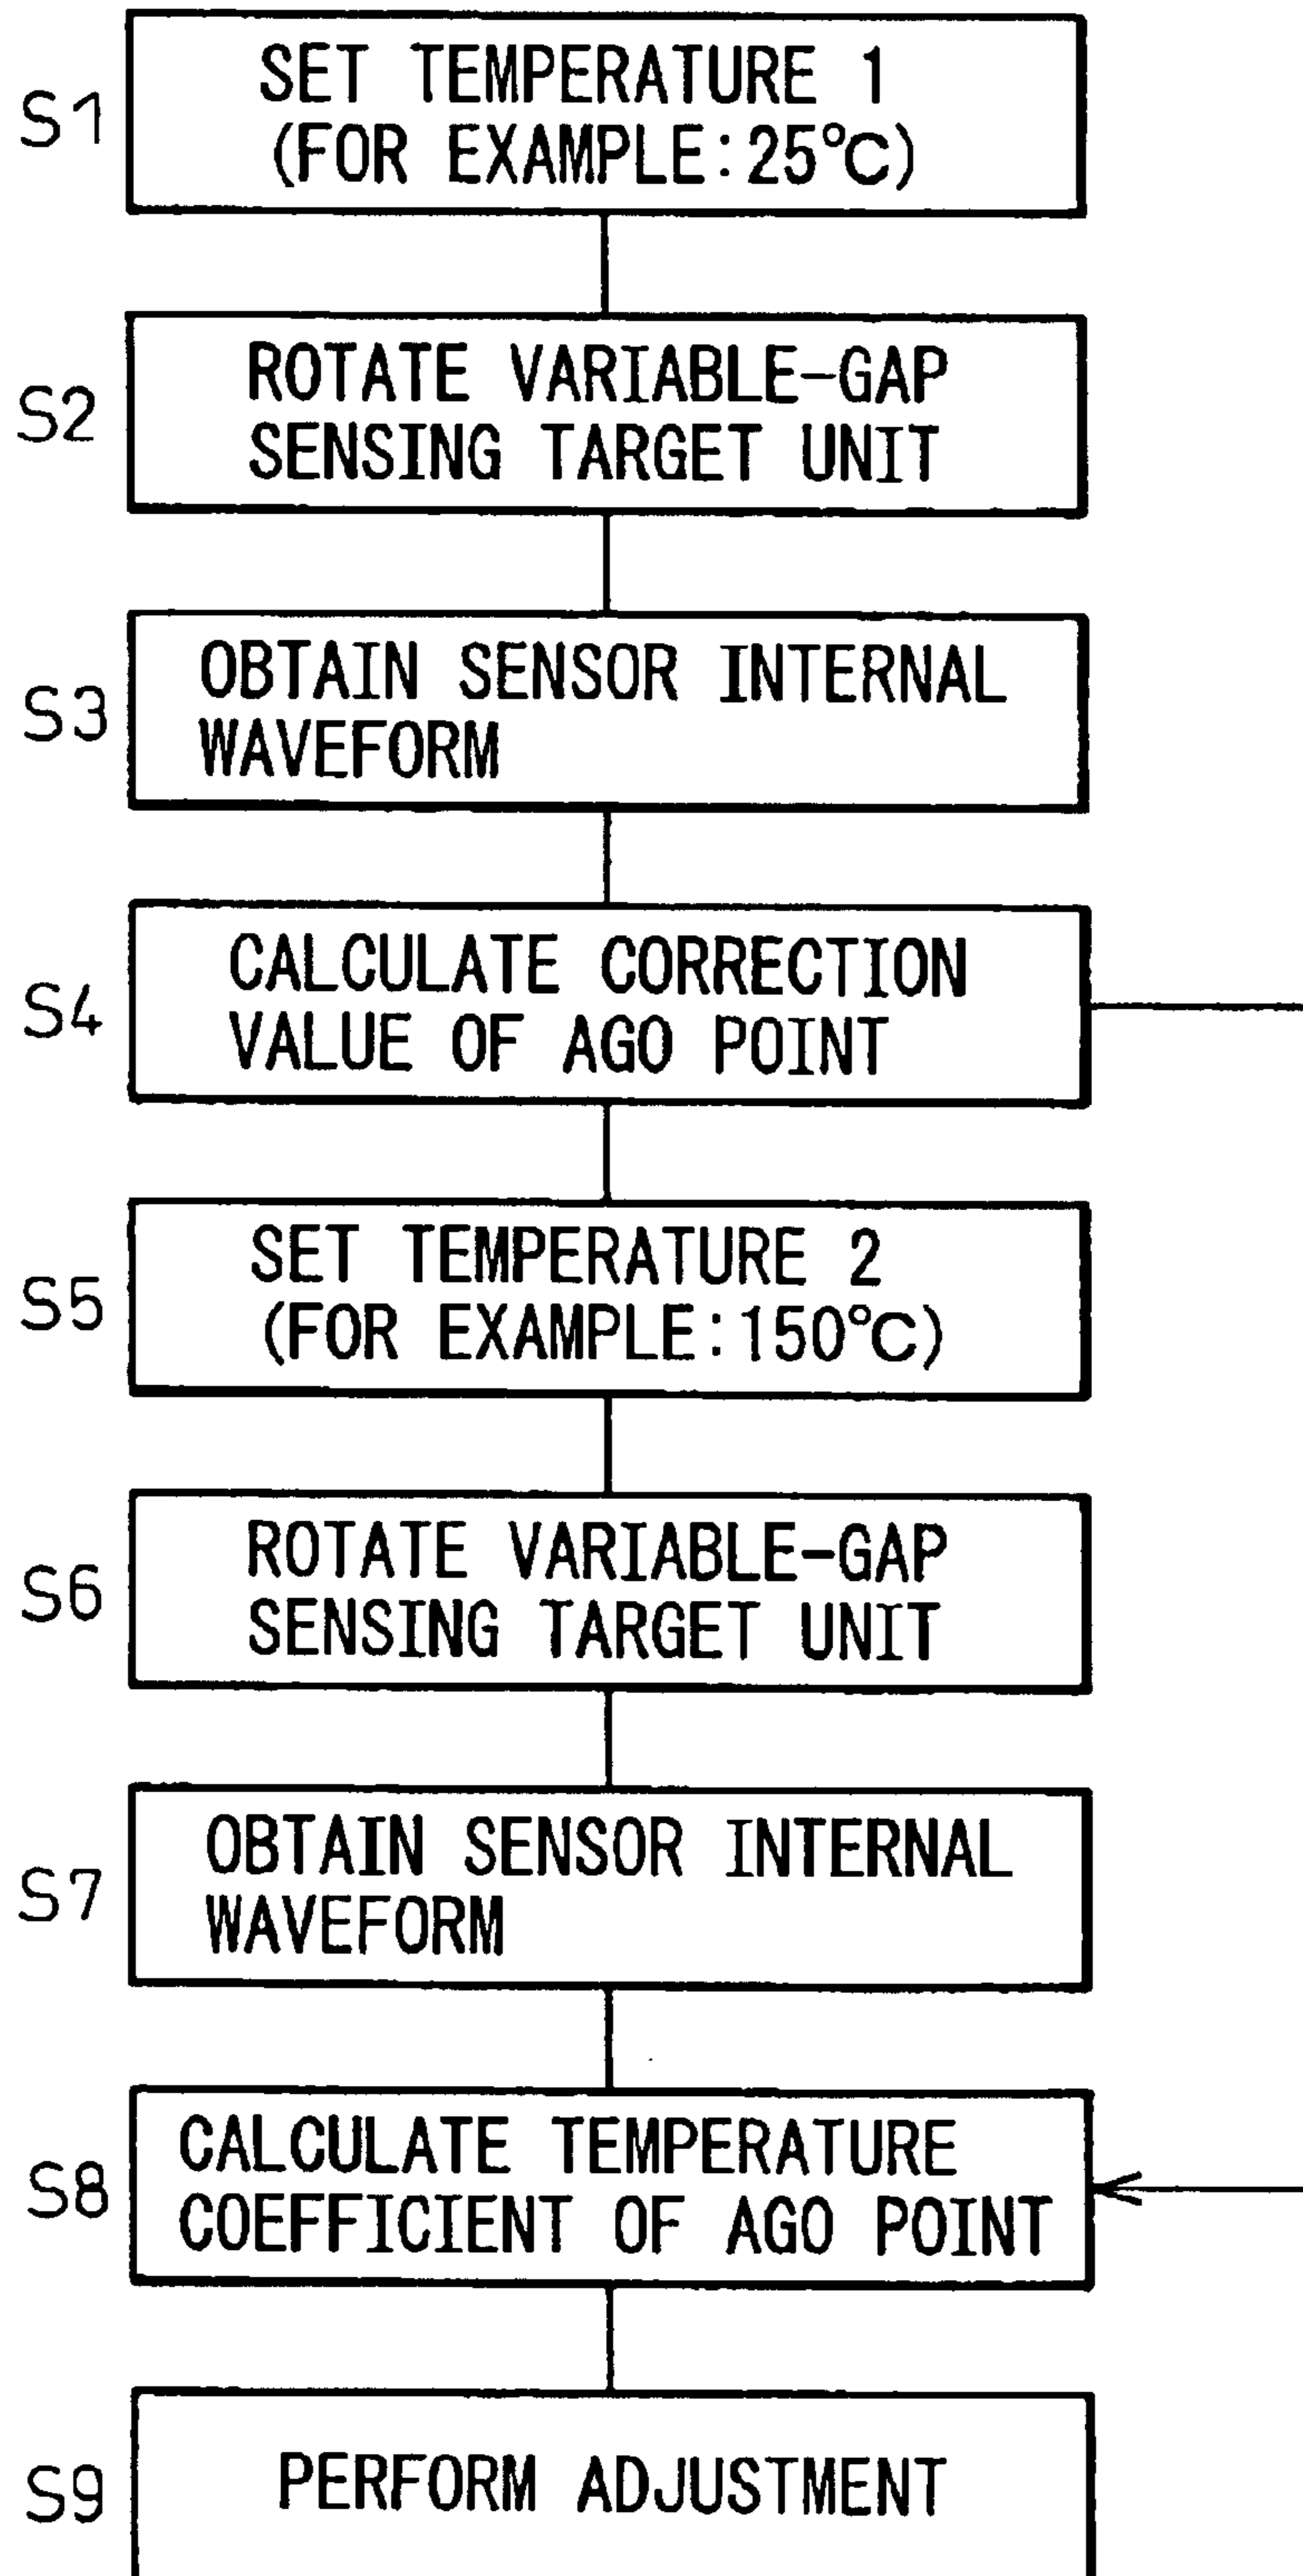 S1
SET TEMPERATURE 1
(FOR EXAMPLE:25°C)
S2
ROTATE VARIABLE-GAP
SENSING TARGET UNIT
S3
OBTAIN SENSOR INTERNAL
WAVEFORM
S4
CALCULATE CORRECTION
VALUE OF AGO POINT
S5
SET TEMPERATURE 2
(FOR EXAMPLE:150°C)
S6
ROTATE VARIABLE-GAP
SENSING TARGET UNIT
S7
OBTAIN SENSOR INTERNAL
WAVEFORM
S8
CALCULATE TEMPERATURE
COEFFICIENT OF AGO POINT
S9
PERFORM ADJUSTMENT